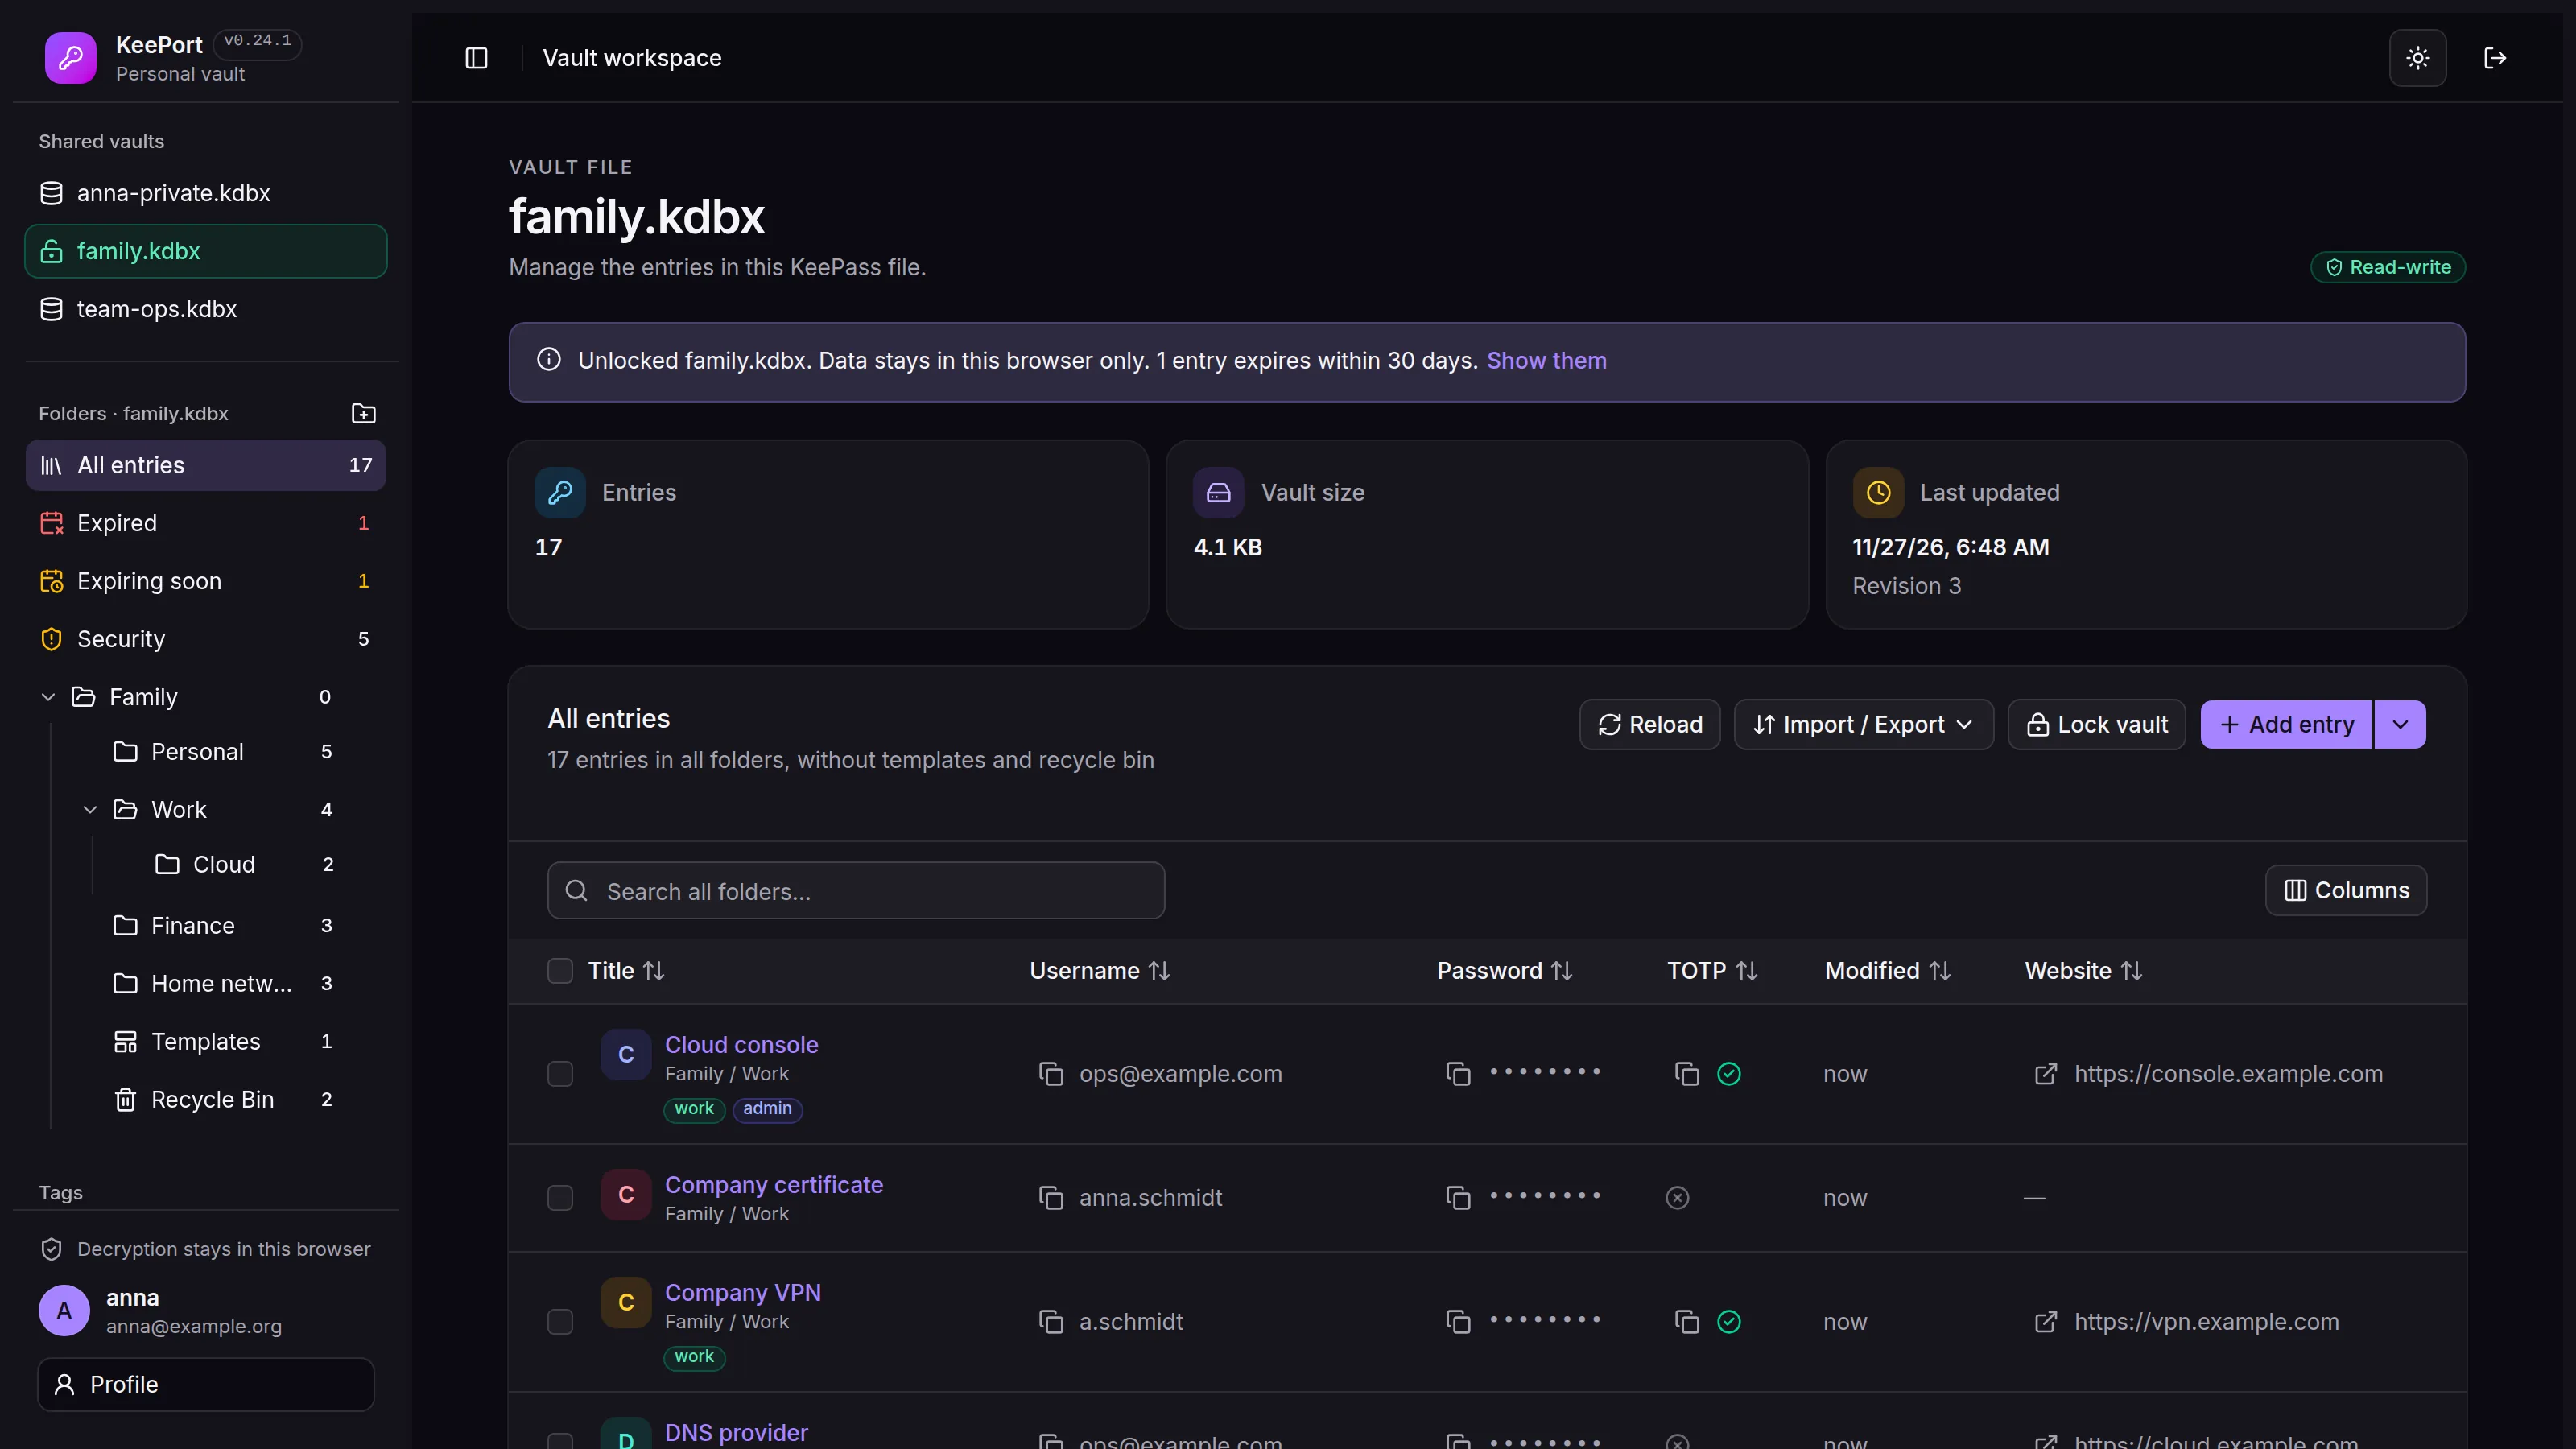 KeePort v0.24.1
Personal vault
Shared vaults
anna-private.kdbx
family.kdbx
team-ops.kdbx
Folders · family.kdbx
All entries 17
Expired 1
Expiring soon 1
Security 5
Family 0
Personal 5
Work 4
Cloud 2
Finance 3
Home netw... 3
Templates 1
Recycle Bin 2
Tags
Decryption stays in this browser
A anna
anna@example.org
Profile
Vault workspace
VAULT FILE
family.kdbx
Manage the entries in this KeePass file.
Read-write
Unlocked family.kdbx. Data stays in this browser only. 1 entry expires within 30 days. Show them
Entries
17
Vault size
4.1 KB
Last updated
11/27/26, 6:48 AM
Revision 3
All entries
17 entries in all folders, without templates and recycle bin
Reload Import / Export Lock vault Add entry
Search all folders...
Columns
Title Username Password TOTP Modified Website
C Cloud console
Family / Work
work admin
ops@example.com •••••••• now https://console.example.com
C Company certificate
Family / Work
anna.schmidt •••••••• now —
C Company VPN
Family / Work
work
a.schmidt •••••••• now https://vpn.example.com
D DNS provider
ops@example.com •••••••• now https://cloud.example.com